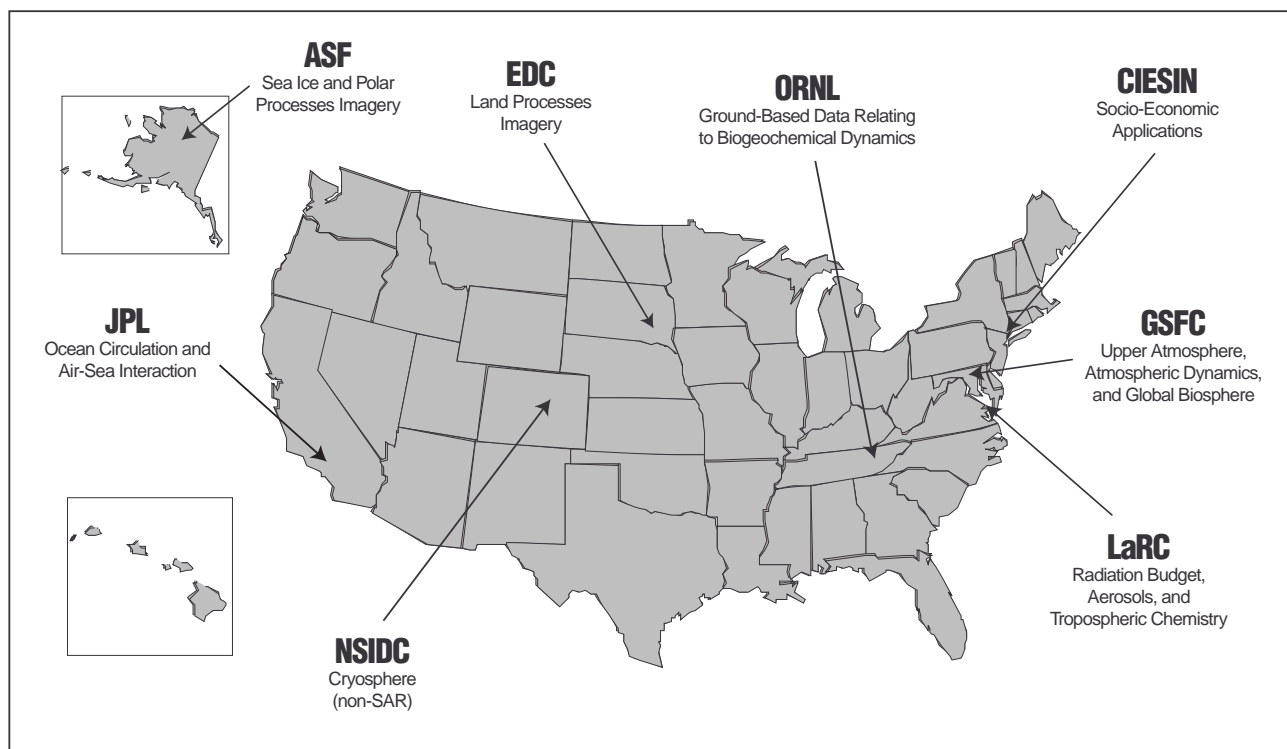 ASF
Sea Ice and Polar
Processes Imagery
EDC
Land Processes
Imagery
ORNL
Ground-Based Data Relating
to Biogeochemical Dynamics
CIESIN
Socio-Economic
Applications
JPL
Ocean Circulation and
Air-Sea Interaction
GSFC
Upper Atmosphere,
Atmospheric Dynamics,
and Global Biosphere
LaRC
Radiation Budget,
Aerosols, and
Tropospheric Chemistry
NSIDC
Cryosphere
(non-SAR)